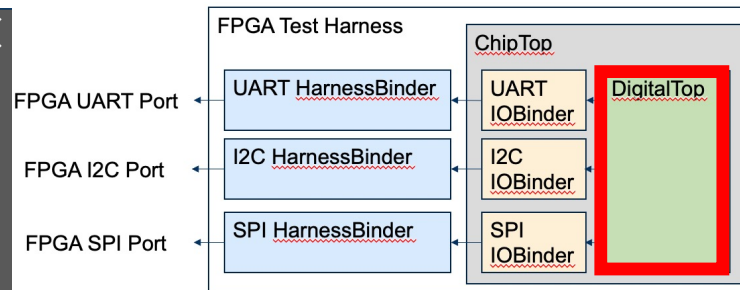 FPGA Test Harness
ChipTop
FPGA UART Port
UART HarnessBinder
UART
IOBinder
DigitalTop
FPGA I2C Port
I2C HarnessBinder
I2C
IOBinder
FPGA SPI Port
SPI HarnessBinder
SPI
IOBinder